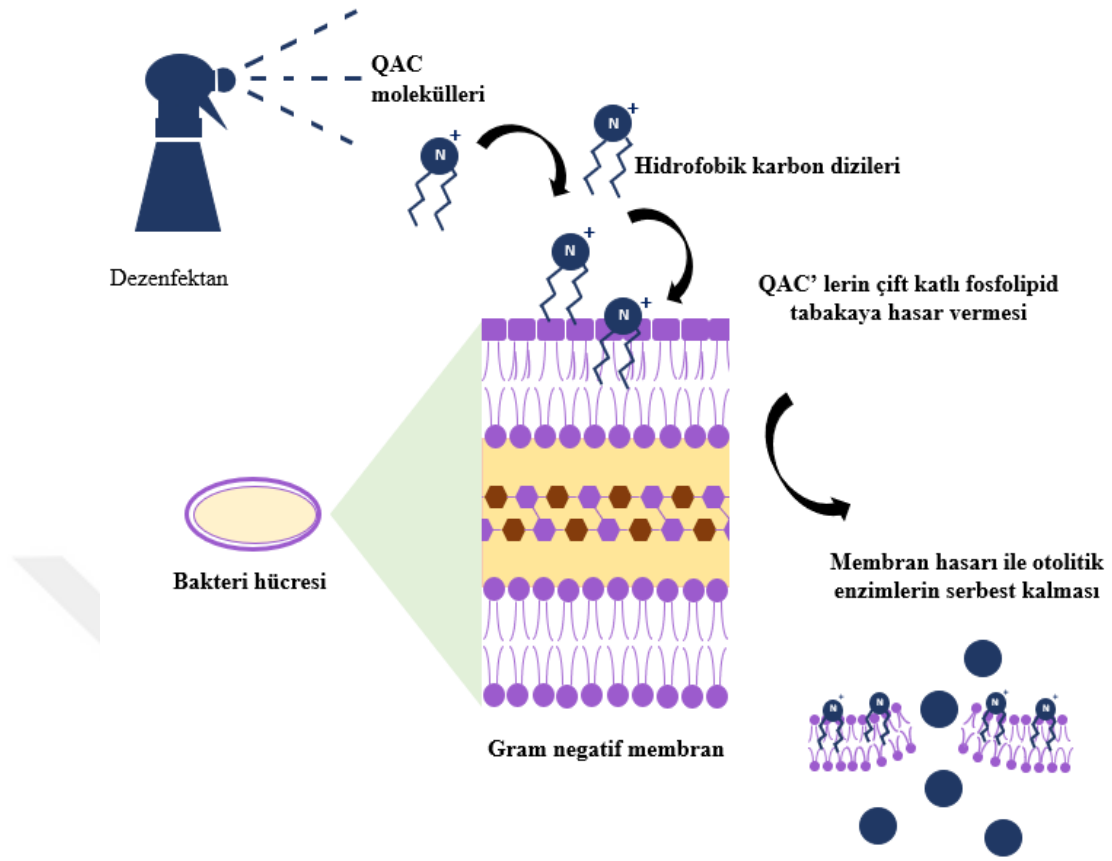 QAC
molekülleri
N
+
N
+
Hidrofobik karbon dizileri
N
+
N
+
Dezenfektan
QAC’ lerin çift katlı fosfolipid
tabakaya hasar vermesi
Bakteri hücresi
Membran hasarı ile otolitik
enzimlerin serbest kalması
Gram negatif membran
N
+
N
+
N
+
N
+